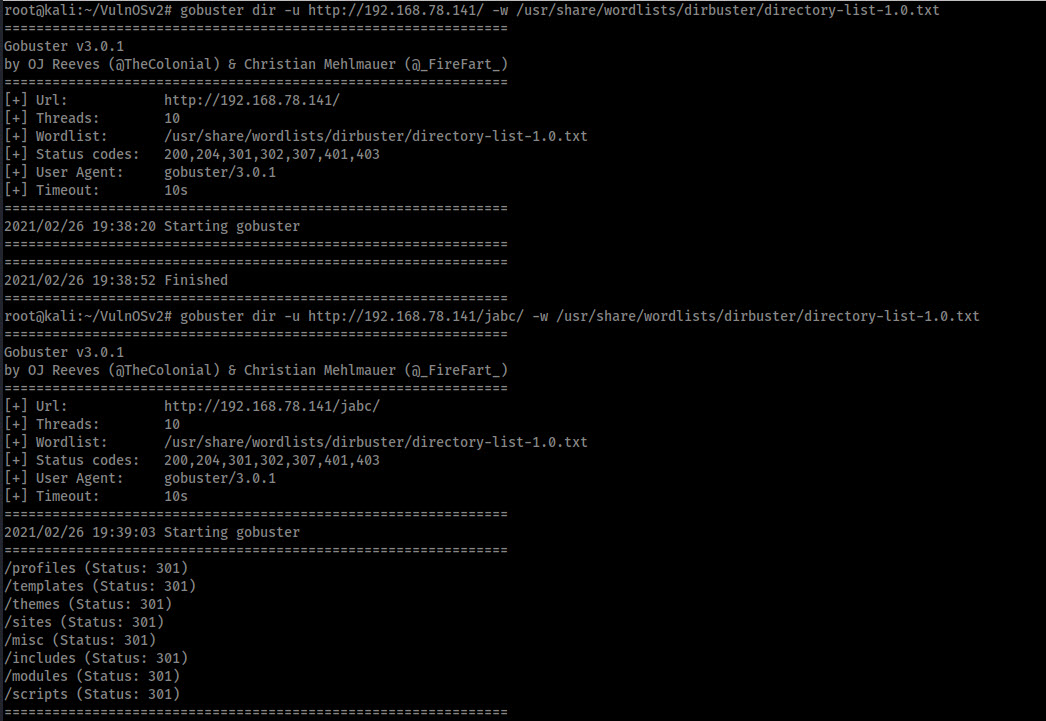 root@kali:~/VulnOSv2# gobuster dir -u http://192.168.78.141/ -w /usr/share/wordlists/dirbuster/directory-list-1.0.txt
===============================================================
Gobuster v3.0.1
by OJ Reeves (@TheColonial) & Christian Mehlmauer (@_FireFart_)
===============================================================
[+] Url:            http://192.168.78.141/
[+] Threads:        10
[+] Wordlist:       /usr/share/wordlists/dirbuster/directory-list-1.0.txt
[+] Status codes:   200,204,301,302,307,401,403
[+] User Agent:     gobuster/3.0.1
[+] Timeout:        10s
===============================================================
2021/02/26 19:38:20 Starting gobuster
===============================================================
===============================================================
2021/02/26 19:38:52 Finished
===============================================================
root@kali:~/VulnOSv2# gobuster dir -u http://192.168.78.141/jabc/ -w /usr/share/wordlists/dirbuster/directory-list-1.0.txt
===============================================================
Gobuster v3.0.1
by OJ Reeves (@TheColonial) & Christian Mehlmauer (@_FireFart_)
===============================================================
[+] Url:            http://192.168.78.141/jabc/
[+] Threads:        10
[+] Wordlist:       /usr/share/wordlists/dirbuster/directory-list-1.0.txt
[+] Status codes:   200,204,301,302,307,401,403
[+] User Agent:     gobuster/3.0.1
[+] Timeout:        10s
===============================================================
2021/02/26 19:39:03 Starting gobuster
===============================================================
/profiles (Status: 301)
/templates (Status: 301)
/themes (Status: 301)
/sites (Status: 301)
/misc (Status: 301)
/includes (Status: 301)
/modules (Status: 301)
/scripts (Status: 301)
===============================================================